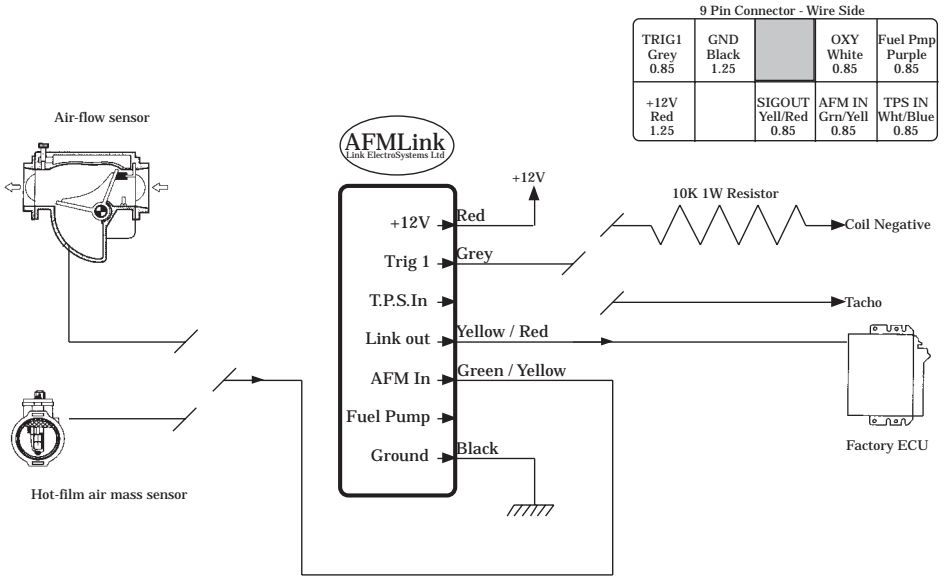 9 Pin Connector - Wire Side
TRIG1
Grey
0.85
GND
Black
1.25
OXY
White
0.85
Fuel Pmp
Purple
0.85
+12V
Red
1.25
SIGOUT
Yell/Red
0.85
AFM IN
Grn/Yell
0.85
TPS IN
Wht/Blue
0.85
Air-flow sensor
AFMLink
Link ElectroSystems Ltd
+12V
10K 1W Resistor
+12V
Red
Coil Negative
Trig 1
Grey
T.P.S.In
Tacho
Link out
Yellow / Red
AFM In
Green / Yellow
Fuel Pump
Ground
Black
Factory ECU
Hot-film air mass sensor